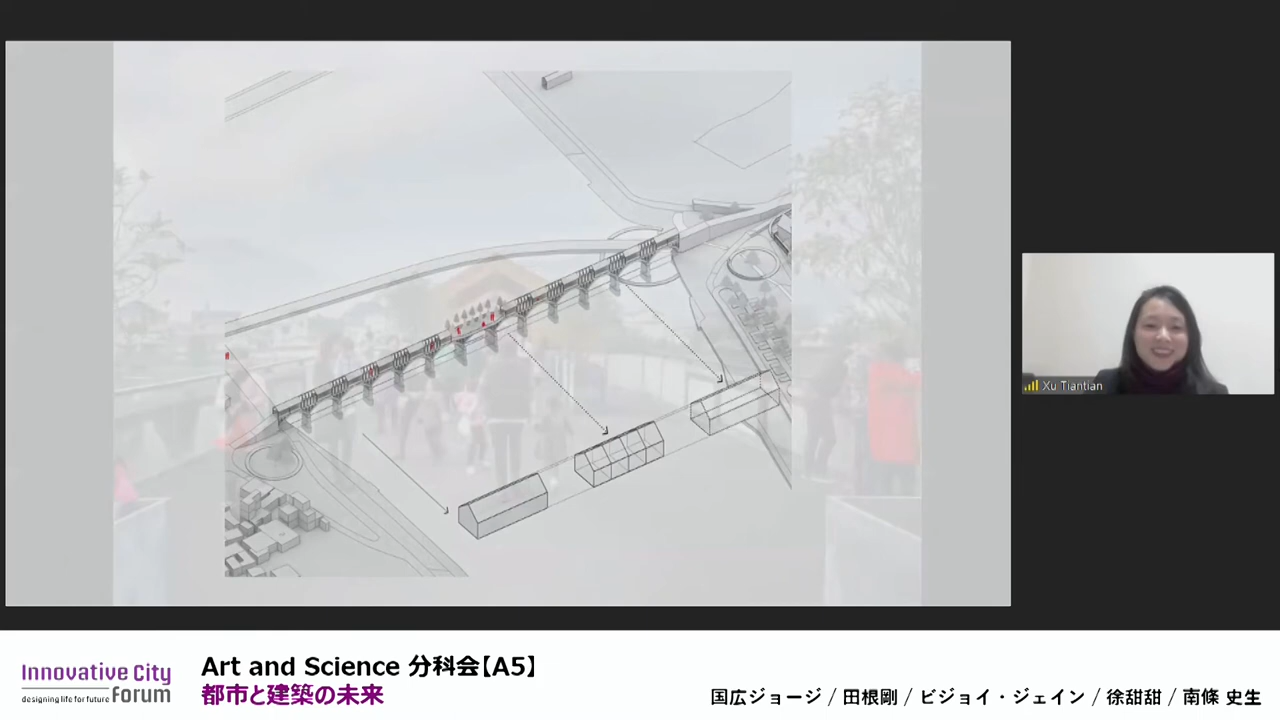 Xu Tiantian
Innovative City
designing life for future forum
Art and Science 分科会【A5】
都市と建築の未来
国広ジョージ / 田根剛 / ビジョイ・ジェイン / 徐甜甜 / 南條 史生